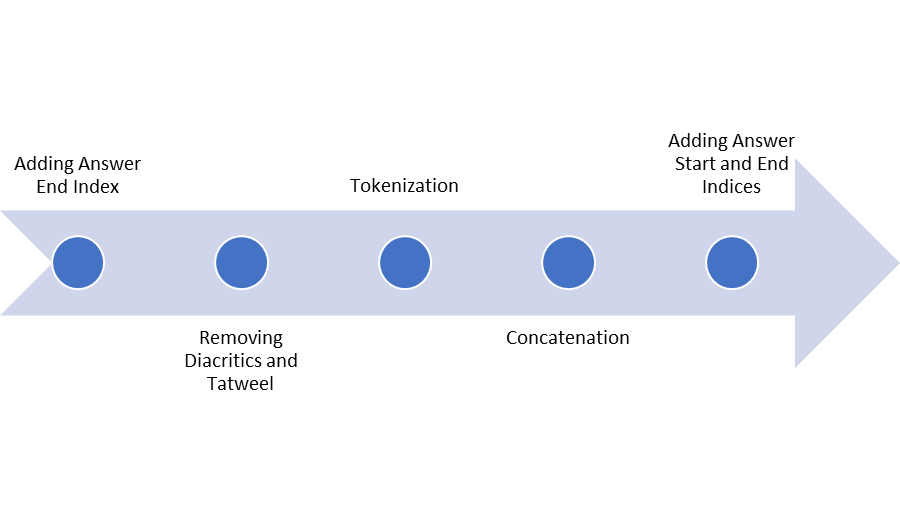 Adding Answer
End Index
Removing
Diacritics and
Tatweel
Tokenization
Concatenation
Adding Answer
Start and End
Indices